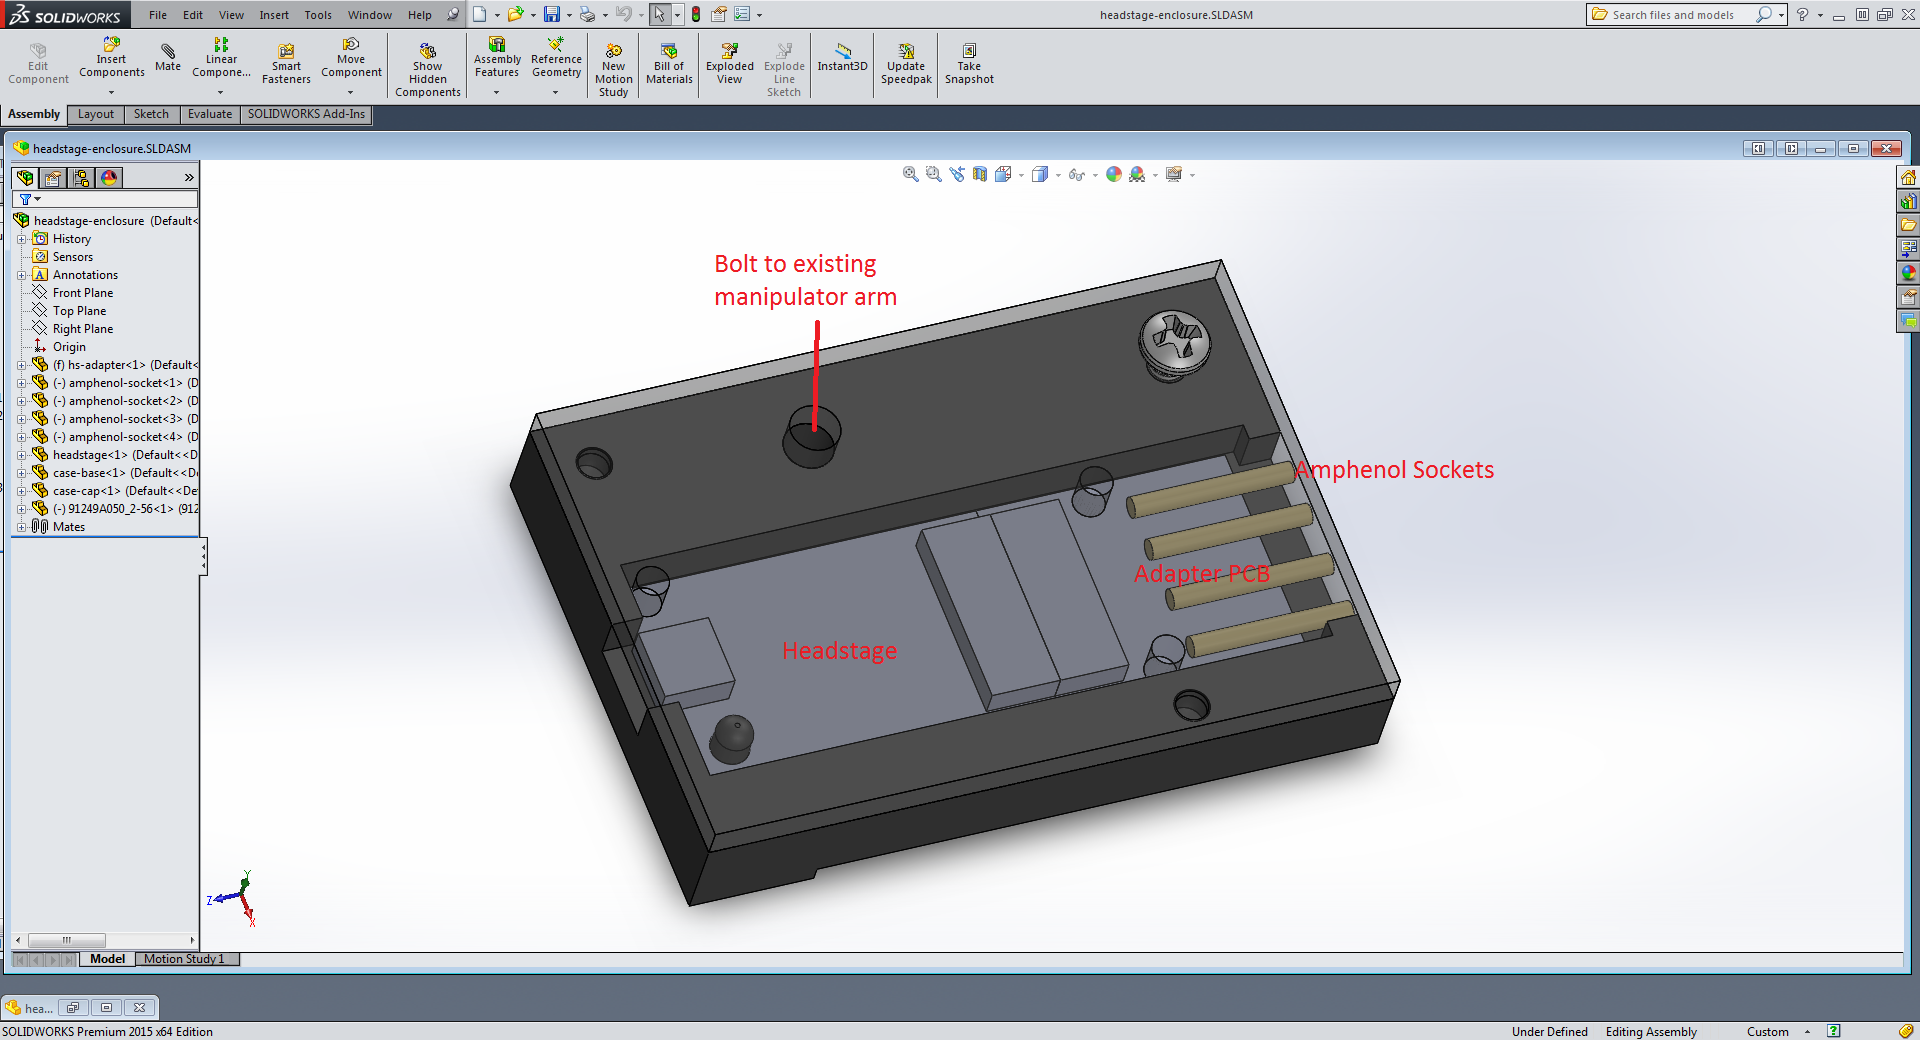 SOLIDWORKS
File Edit View Insert Tools Window Help
headstage-enclosure.SLDASM
Search files and models
Edit Component
Insert Components
Mate
Linear Compone...
Smart Fasteners
Move Component
Show Hidden Components
Assembly Features
Reference Geometry
New Motion Study
Bill of Materials
Exploded View
Explode Line Sketch
Instant3D
Update Speedpak
Take Snapshot
Assembly Layout Sketch Evaluate SOLIDWORKS Add-Ins
headstage-enclosure.SLDASM
headstage-enclosure (Default<
History
Sensors
Annotations
Front Plane
Top Plane
Right Plane
Origin
(f) hs-adapter<1> (Default<
(-) amphenol-socket<1> (D
(-) amphenol-socket<2> (D
(-) amphenol-socket<3> (D
(-) amphenol-socket<4> (D
headstage<1> (Default<<D
case-base<1> (Default<<De
case-cap<1> (Default<<De
(-) 91249A050_2-56<1> (912
Mates
Bolt to existing
manipulator arm
Amphenol Sockets
Adapter PCB
Headstage
Y
Z
X
Model Motion Study 1
hea...
SOLIDWORKS Premium 2015 x64 Edition
Under Defined Editing Assembly Custom